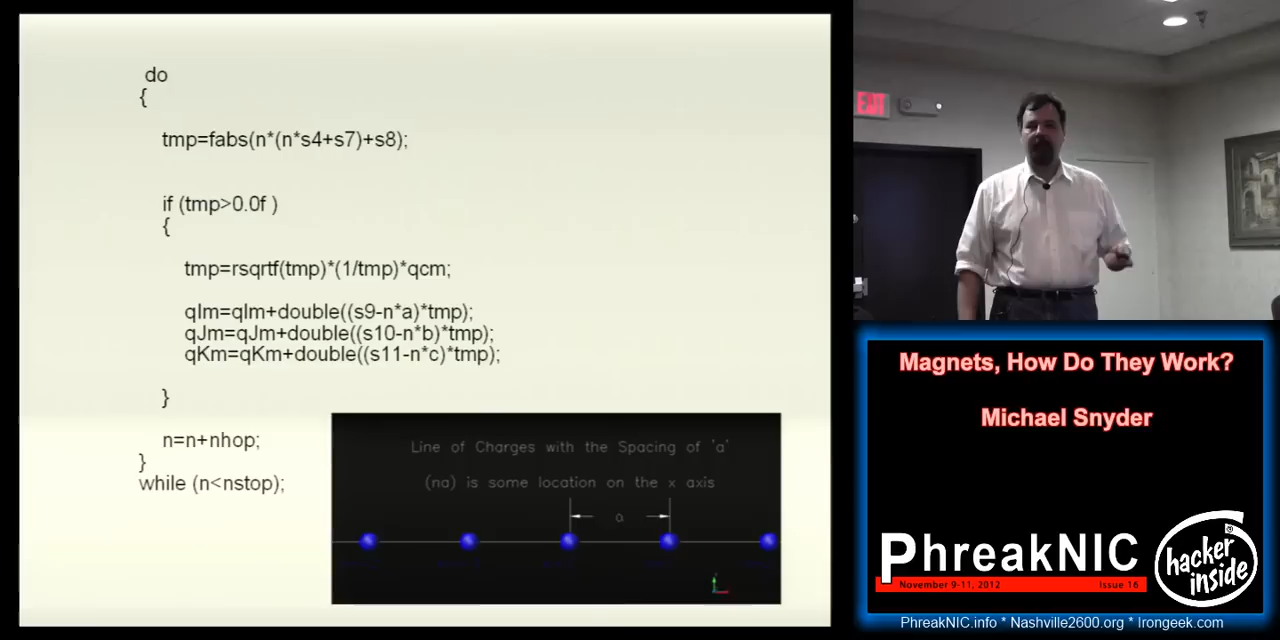 do
{
tmp=fabs(n*(n*s4+s7)+s8);
if (tmp>0.0f )
{
tmp=rsqrtf(tmp)*(1/tmp)*qcm;
qIm=qIm+double((s9-n*a)*tmp);
qJm=qJm+double((s10-n*b)*tmp);
qKm=qKm+double((s11-n*c)*tmp);
}
n=n+nhop;
}
while (n<nstop);
Line of Charges with the Spacing of 'a'
(na) is some location on the x axis
a
EXIT
Magnets, How Do They Work?
Michael Snyder
PhreakNIC
November 9-11, 2012 Issue 16
hacker
inside
PhreakNIC.info * Nashville2600.org * Irongeek.com